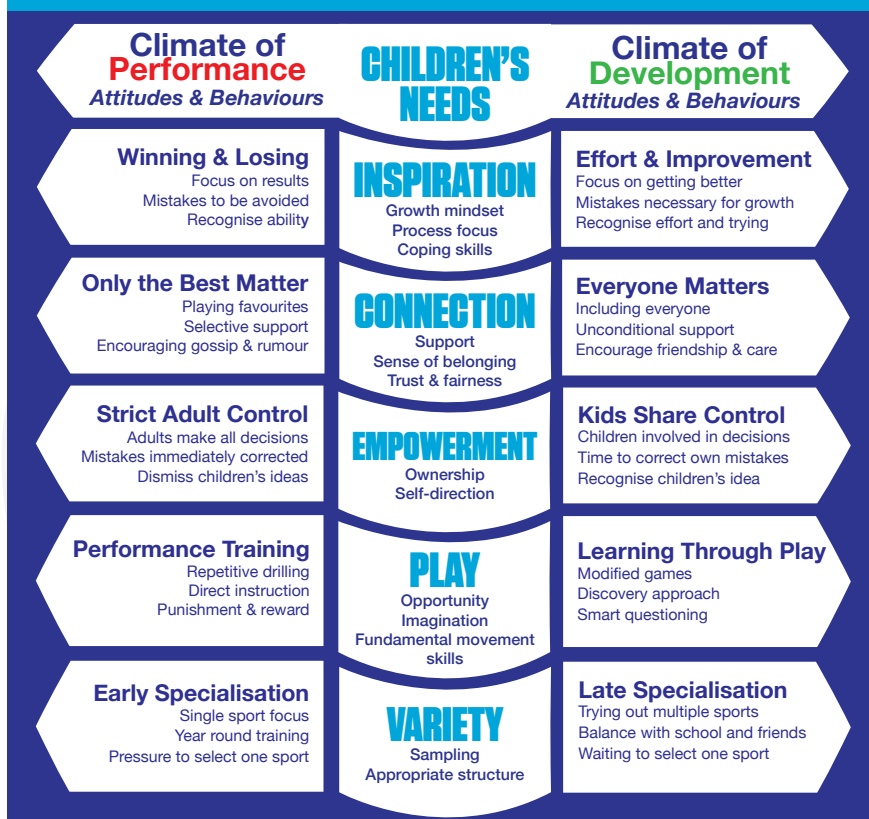 Climate of
Performance
Attitudes & Behaviours
CHILDREN'S
NEEDS
Climate of
Development
Attitudes & Behaviours
Winning & Losing
Focus on results
Mistakes to be avoided
Recognise ability
INSPIRATION
Growth mindset
Process focus
Coping skills
Effort & Improvement
Focus on getting better
Mistakes necessary for growth
Recognise effort and trying
Only the Best Matter
Playing favourites
Selective support
Encouraging gossip & rumour
CONNECTION
Support
Sense of belonging
Trust & fairness
Everyone Matters
Including everyone
Unconditional support
Encourage friendship & care
Strict Adult Control
Adults make all decisions
Mistakes immediately corrected
Dismiss children's ideas
EMPOWERMENT
Ownership
Self-direction
Kids Share Control
Children involved in decisions
Time to correct own mistakes
Recognise children's idea
Performance Training
Repetitive drilling
Direct instruction
Punishment & reward
PLAY
Opportunity
Imagination
Fundamental movement
skills
Learning Through Play
Modified games
Discovery approach
Smart questioning
Early Specialisation
Single sport focus
Year round training
Pressure to select one sport
VARIETY
Sampling
Appropriate structure
Late Specialisation
Trying out multiple sports
Balance with school and friends
Waiting to select one sport